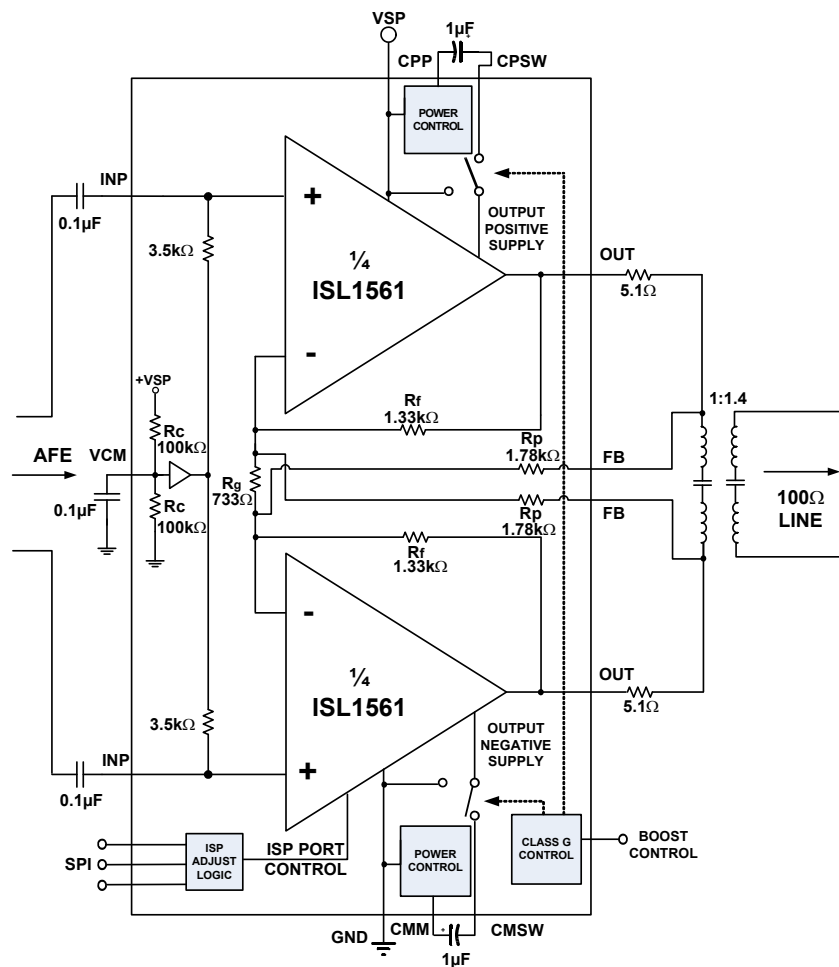 VSP
1µF
+
CPP
CPSW
POWER
CONTROL
INP
0.1µF
+
3.5kΩ
OUTPUT
POSITIVE
SUPPLY
¼
ISL1561
OUT
5.1Ω
-
+VSP
Rf
1.33kΩ
1:1.4
Rc
100kΩ
AFE
VCM
Rg
733Ω
Rp
1.78kΩ
FB
0.1µF
Rc
100kΩ
Rp
1.78kΩ
FB
100Ω
LINE
Rf
1.33kΩ
-
¼
ISL1561
OUT
5.1Ω
3.5kΩ
OUTPUT
NEGATIVE
SUPPLY
INP
0.1µF
+
SPI
ISP
ADJUST
LOGIC
ISP PORT
CONTROL
POWER
CONTROL
CLASS G
CONTROL
BOOST
CONTROL
GND
CMM
+
CMSW
1µF